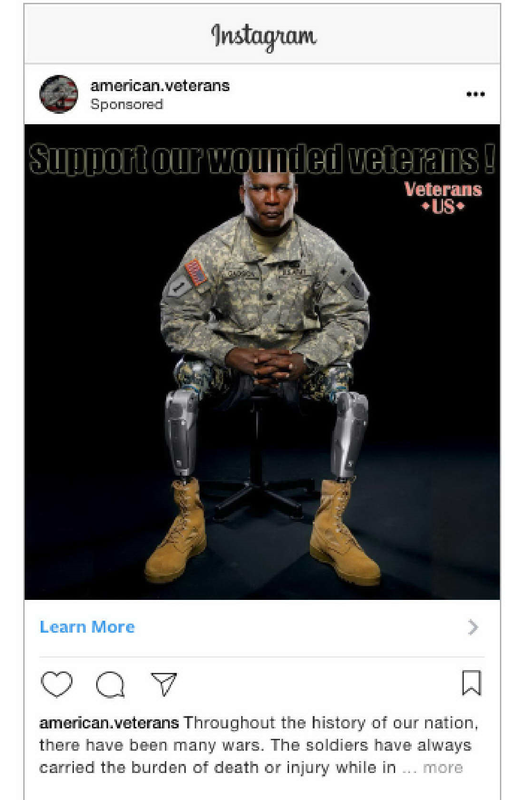 Instagram
american.veterans
Sponsored
Support our wounded veterans !
Veterans
US
U.S. ARMY
Learn More
american.veterans Throughout the history of our nation,
there have been many wars. The soldiers have always
carried the burden of death or injury while in ... more